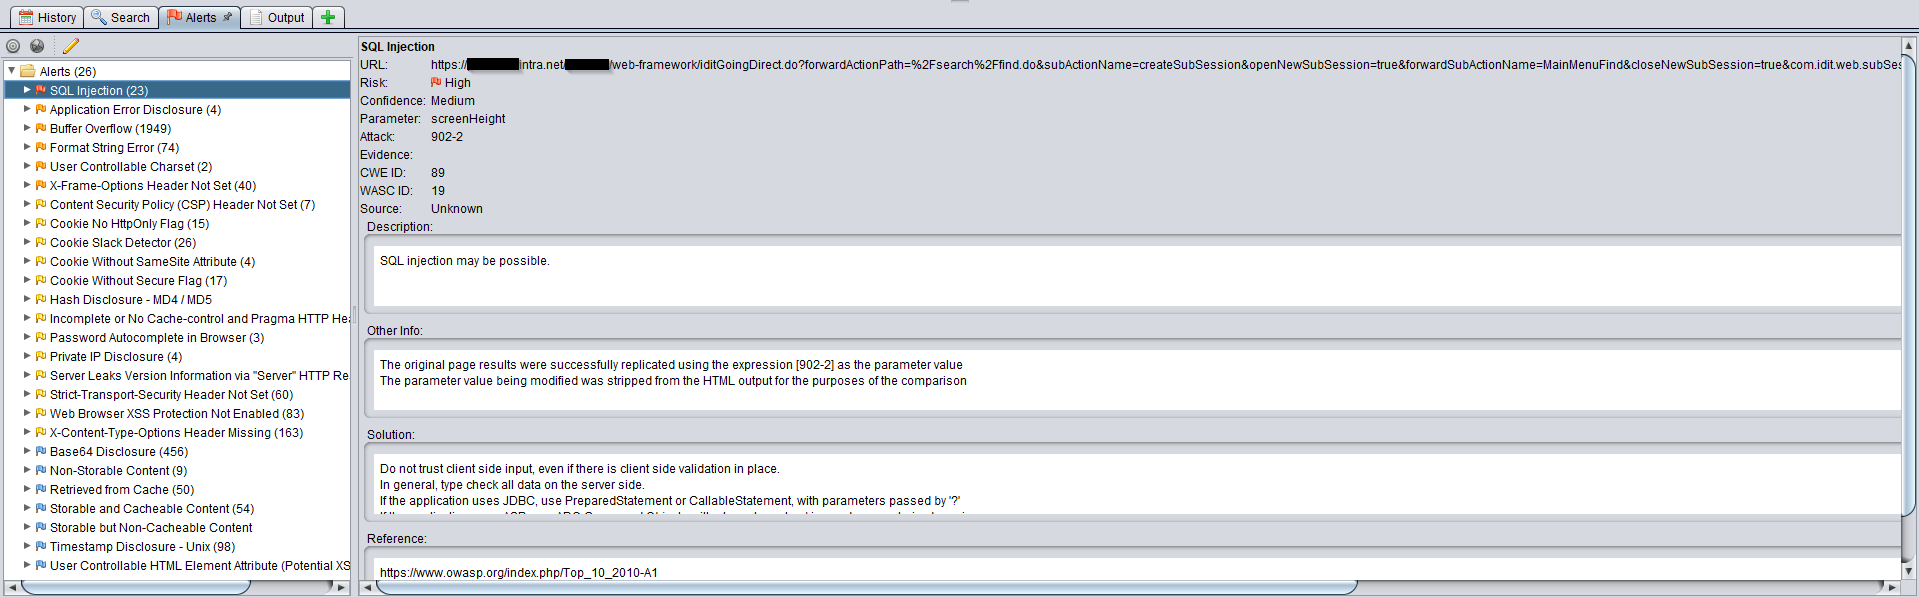 History Search Alerts Output
Alerts (26)
SQL Injection (23)
Application Error Disclosure (4)
Buffer Overflow (1949)
Format String Error (74)
User Controllable Charset (2)
X-Frame-Options Header Not Set (40)
Content Security Policy (CSP) Header Not Set (7)
Cookie No HttpOnly Flag (15)
Cookie Slack Detector (26)
Cookie Without SameSite Attribute (4)
Cookie Without Secure Flag (17)
Hash Disclosure - MD4 / MD5
Incomplete or No Cache-control and Pragma HTTP Hea
Password Autocomplete in Browser (3)
Private IP Disclosure (4)
Server Leaks Version Information via "Server" HTTP Re
Strict-Transport-Security Header Not Set (60)
Web Browser XSS Protection Not Enabled (83)
X-Content-Type-Options Header Missing (163)
Base64 Disclosure (456)
Non-Storable Content (9)
Retrieved from Cache (50)
Storable and Cacheable Content (54)
Storable but Non-Cacheable Content
Timestamp Disclosure - Unix (98)
User Controllable HTML Element Attribute (Potential XS
SQL Injection
URL: https:// intra.net/ /web-framework/iditGoingDirect.do?forwardActionPath=%2Fsearch%2Ffind.do&subActionName=createSubSession&openNewSubSession=true&forwardSubActionName=MainMenuFind&closeNewSubSession=true&com.idit.web.subSes
Risk: High
Confidence: Medium
Parameter: screenHeight
Attack: 902-2
Evidence:
CWE ID: 89
WASC ID: 19
Source: Unknown
Description:
SQL injection may be possible.
Other Info:
The original page results were successfully replicated using the expression [902-2] as the parameter value
The parameter value being modified was stripped from the HTML output for the purposes of the comparison
Solution:
Do not trust client side input, even if there is client side validation in place.
In general, type check all data on the server side.
If the application uses JDBC, use PreparedStatement or CallableStatement, with parameters passed by '?'
Reference:
https://www.owasp.org/index.php/Top_10_2010-A1